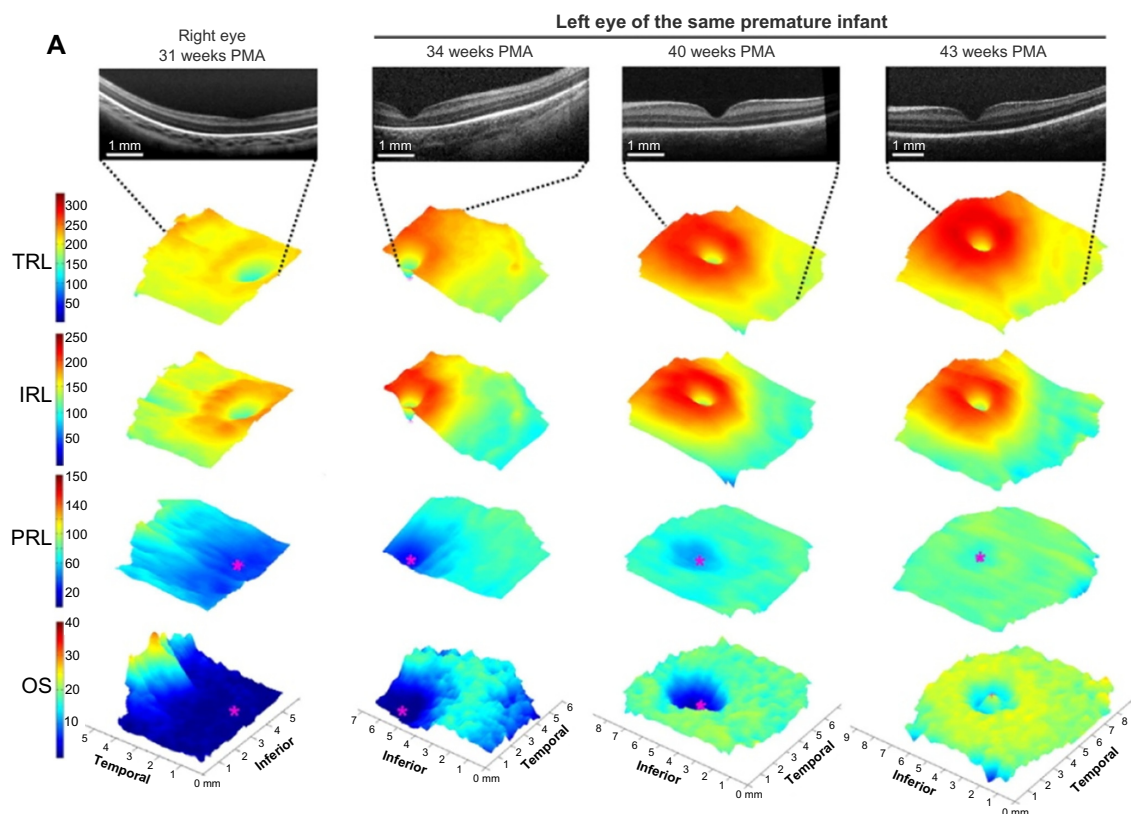 A
Left eye of the same premature infant
Right eye
31 weeks PMA
34 weeks PMA
40 weeks PMA
43 weeks PMA
1 mm
1 mm
1 mm
1 mm
TRL
300
250
200
150
100
50
IRL
250
200
150
100
50
PRL
150
140
100
60
20
OS
40
30
20
10
5
4
3
2
1
0 mm
Temporal
1
2
3
4
5
Inferior
7
6
5
4
3
2
1
0 mm
Inferior
1
2
3
4
5
6
Temporal
8
7
6
5
4
3
2
1
0 mm
Inferior
1
2
3
4
5
6
Temporal
9
8
7
6
5
4
3
2
1
0 mm
Inferior
1
2
3
4
5
6
7
8
Temporal